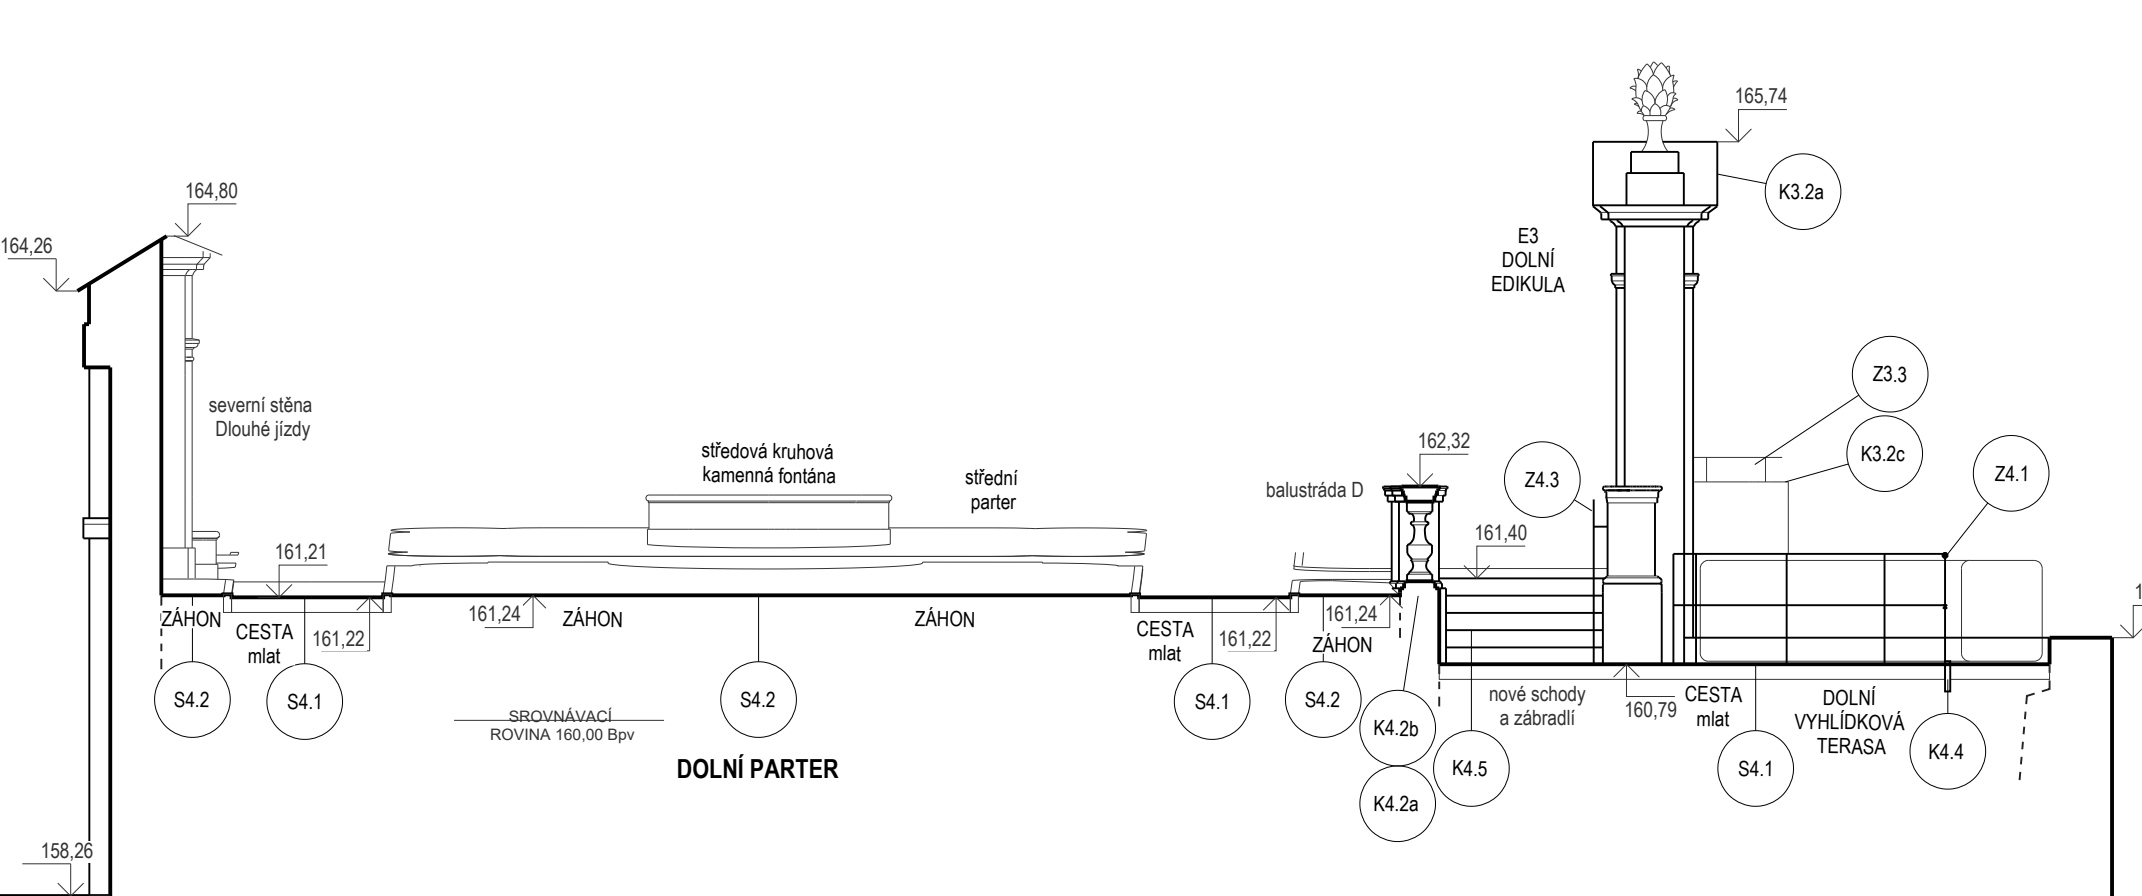 165,74
K3.2a
164,80
164,26
E3
DOLNÍ
EDIKULA
severní stěna
Dlouhé jízdy
středová kruhová
kamenná fontána
střední
parter
balustráda D
162,32
Z3.3
K3.2c
Z4.3
Z4.1
161,40
161,21
ZÁHON
CESTA
mlat
161,22
161,24
ZÁHON
ZÁHON
CESTA
mlat
161,22
161,24
ZÁHON
S4.2
S4.1
S4.2
S4.1
S4.2
SROVNÁVACÍ
ROVINA 160,00 Bpv
DOLNÍ PARTER
K4.2b
K4.2a
K4.5
nové schody
a zábradlí
160,79
CESTA
mlat
S4.1
DOLNÍ
VYHLÍDKOVÁ
TERASA
K4.4
1
158,26